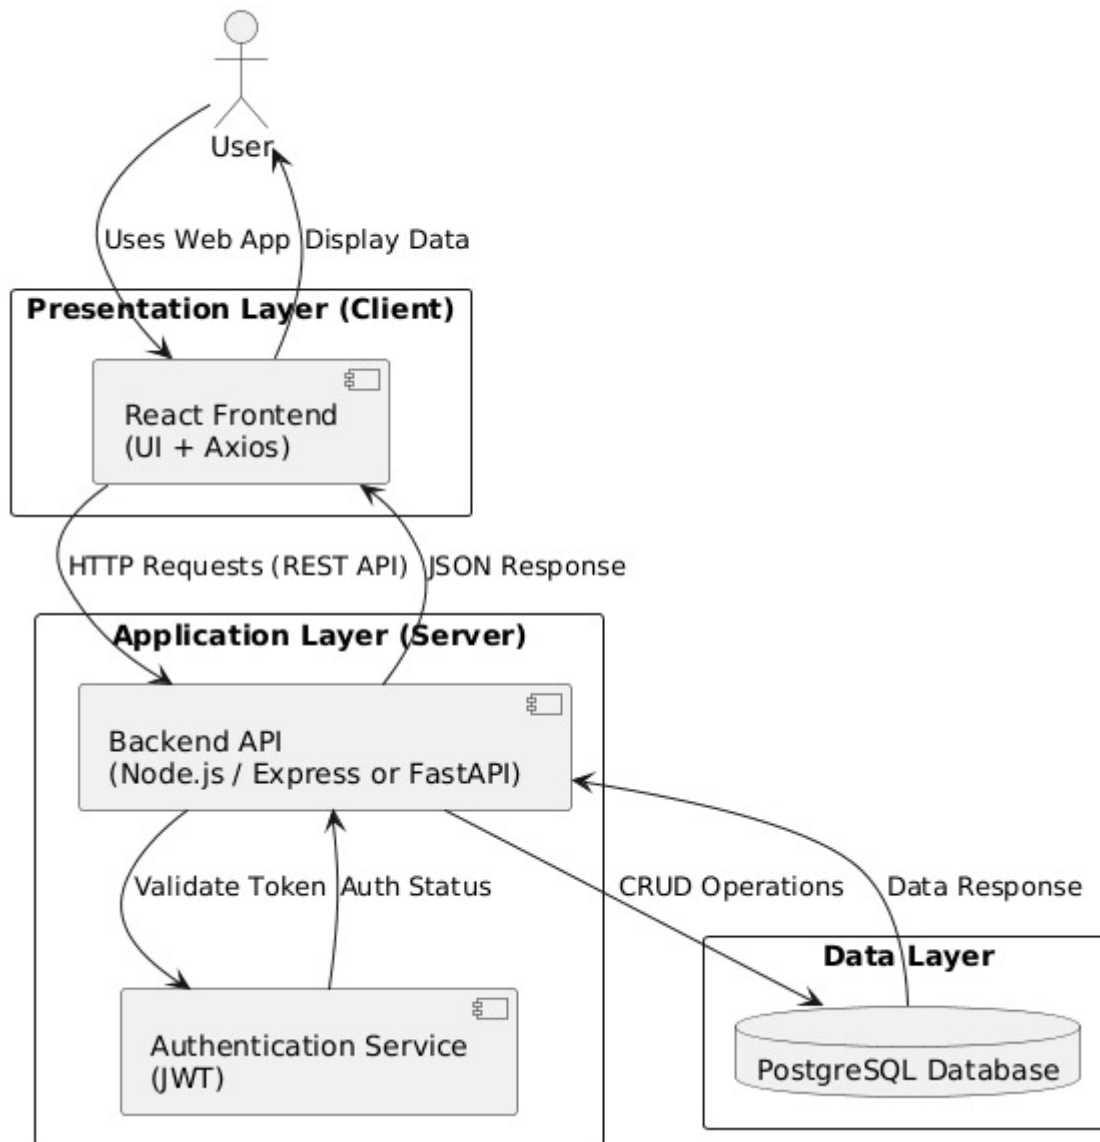 User
Uses Web App
Display Data
Presentation Layer (Client)
React Frontend
(UI + Axios)
HTTP Requests (REST API)
JSON Response
Application Layer (Server)
Backend API
(Node.js / Express or FastAPI)
Validate Token
Auth Status
CRUD Operations
Data Response
Data Layer
Authentication Service
(JWT)
PostgreSQL Database